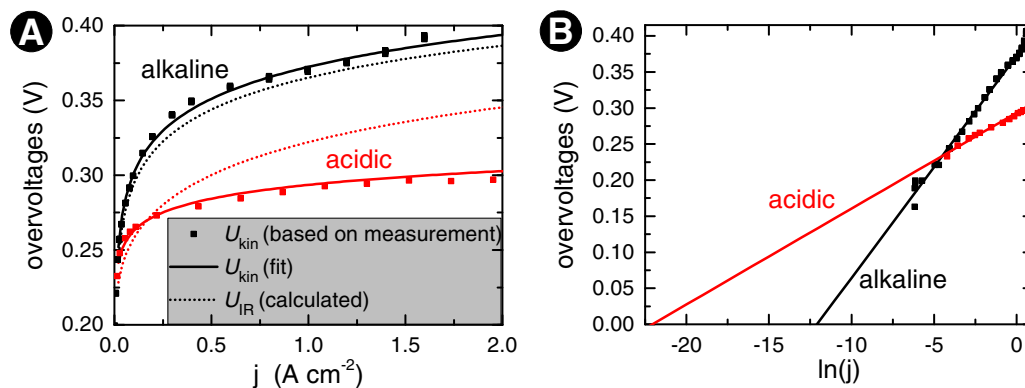 A
overvoltages (V)
0.40
0.35
0.30
0.25
0.20
alkaline
acidic
U_kin (based on measurement)
U_kin (fit)
U_IR (calculated)
0.0 0.5 1.0 1.5 2.0
j (A cm⁻²)
B
overvoltages (V)
0.40
0.35
0.30
0.25
0.20
0.15
0.10
0.05
0.00
acidic
alkaline
-20 -15 -10 -5 0
ln(j)